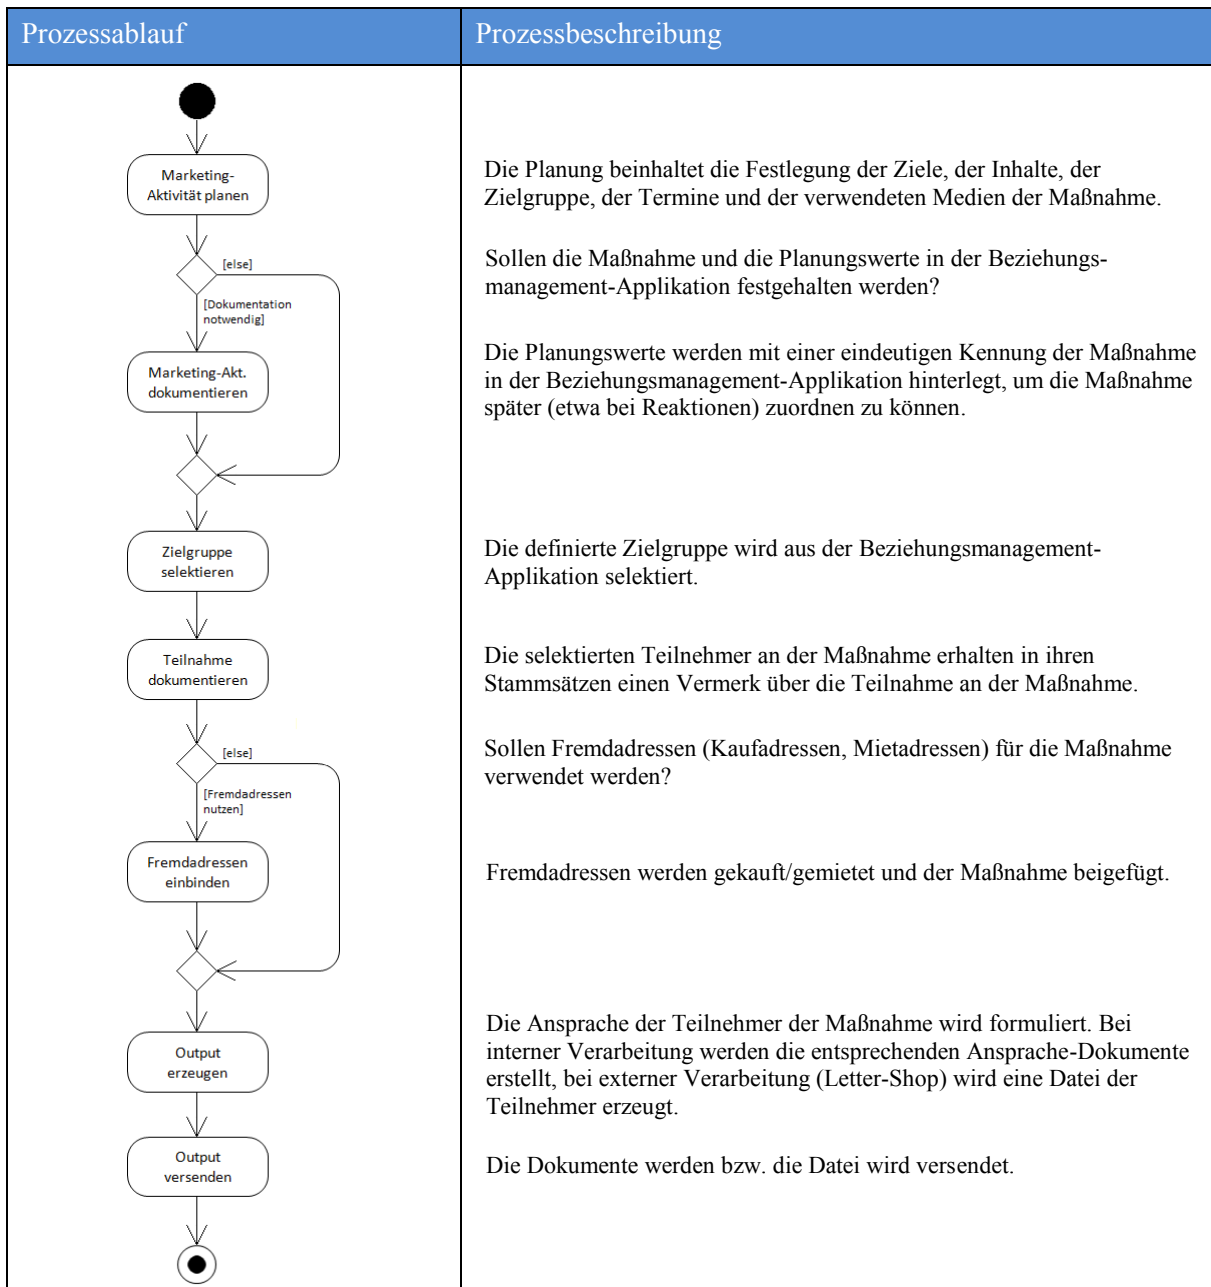 Prozessablauf
Prozessbeschreibung
Marketing-
Aktivität planen
Die Planung beinhaltet die Festlegung der Ziele, der Inhalte, der
Zielgruppe, der Termine und der verwendeten Medien der Maßnahme.
[else]
[Dokumentation
notwendig]
Sollen die Maßnahme und die Planungswerte in der Beziehungs-
management-Applikation festgehalten werden?
Marketing-Akt.
dokumentieren
Die Planungswerte werden mit einer eindeutigen Kennung der Maßnahme
in der Beziehungsmanagement-Applikation hinterlegt, um die Maßnahme
später (etwa bei Reaktionen) zuordnen zu können.
Zielgruppe
selektieren
Die definierte Zielgruppe wird aus der Beziehungsmanagement-
Applikation selektiert.
Teilnahme
dokumentieren
Die selektierten Teilnehmer an der Maßnahme erhalten in ihren
Stammsätzen einen Vermerk über die Teilnahme an der Maßnahme.
[else]
[Fremdadressen
nutzen]
Sollen Fremdadressen (Kaufadressen, Mietadressen) für die Maßnahme
verwendet werden?
Fremdadressen
einbinden
Fremdadressen werden gekauft/gemietet und der Maßnahme beigefügt.
Output
erzeugen
Die Ansprache der Teilnehmer der Maßnahme wird formuliert. Bei
interner Verarbeitung werden die entsprechenden Ansprache-Dokumente
erstellt, bei externer Verarbeitung (Letter-Shop) wird eine Datei der
Teilnehmer erzeugt.
Output
versenden
Die Dokumente werden bzw. die Datei wird versendet.